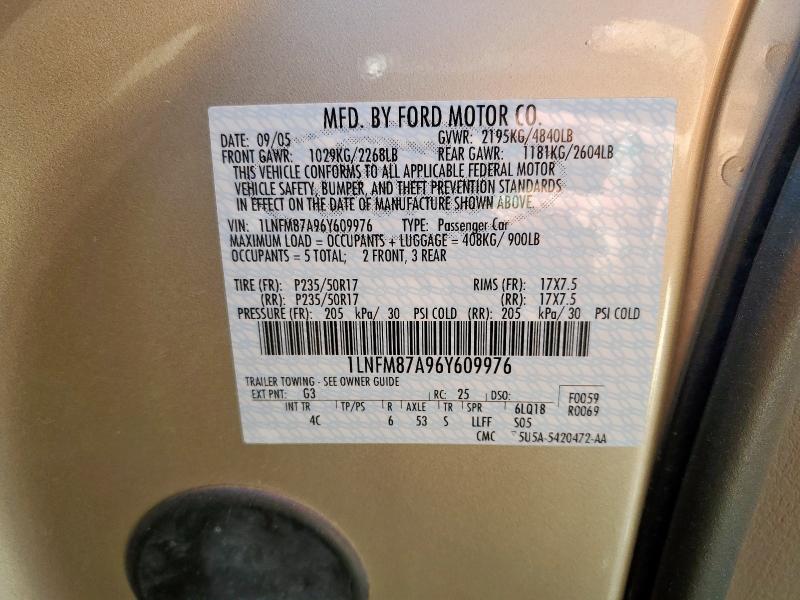 MFD. BY FORD MOTOR CO.
DATE: 09/05 GVWR: 2195KG/4840LB
FRONT GAWR: 1029KG/2268LB REAR GAWR: 1181KG/2604LB
THIS VEHICLE CONFORMS TO ALL APPLICABLE FEDERAL MOTOR
VEHICLE SAFETY, BUMPER, AND THEFT PREVENTION STANDARDS
IN EFFECT ON THE DATE OF MANUFACTURE SHOWN ABOVE.
VIN: 1LNFM87A96Y609976 TYPE: Passenger Car
MAXIMUM LOAD = OCCUPANTS + LUGGAGE = 408KG/ 900LB
OCCUPANTS = 5 TOTAL; 2 FRONT, 3 REAR
TIRE (FR): P235/50R17 RIMS (FR): 17X7.5
(RR): P235/50R17 (RR): 17X7.5
PRESSURE (FR): 205 kPa/ 30 PSI COLD (RR): 205 kPa/ 30 PSI COLD
1LNFM87A96Y609976
TRAILER TOWING - SEE OWNER GUIDE
EXT PNT: G3 RC: 25 DSO: F0059
INT TR TP/PS R AXLE TR SPR 6LQ18 R0069
4C 6 53 S LLFF S05
CMC 5U5A-5420472-AA